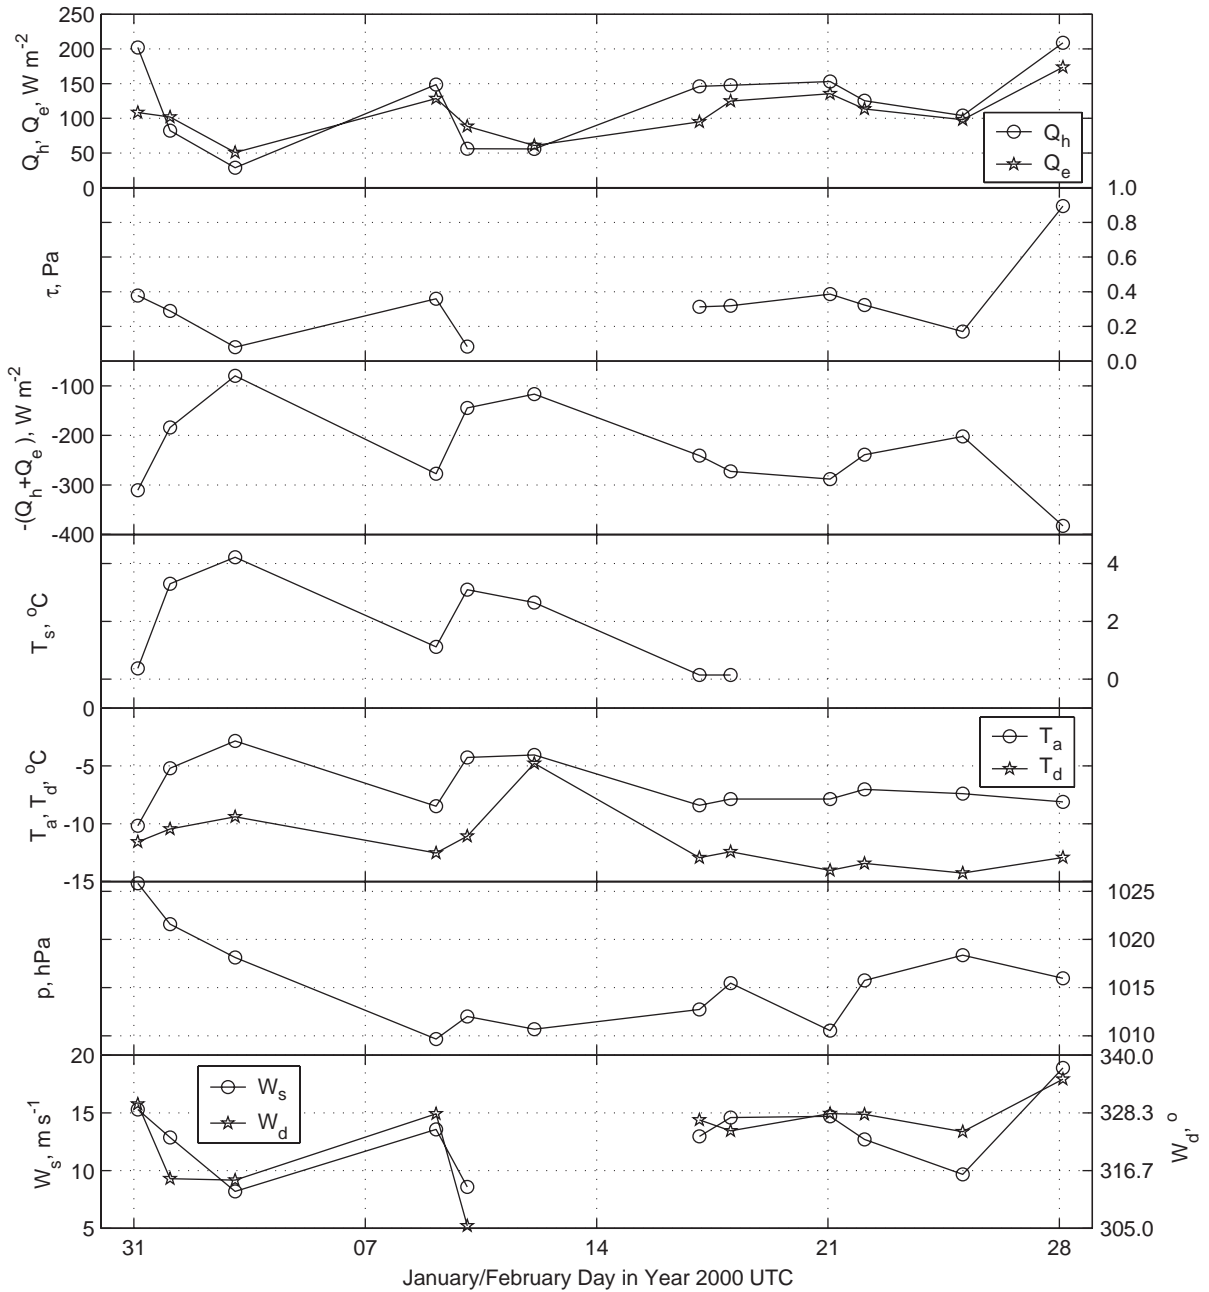 250
200
150
100
50
0
Q_h, Q_e, W m^-2
Q_h
Q_e
1.0
0.8
0.6
0.4
0.2
0.0
τ, Pa
-100
-200
-300
-400
-(Q_h+Q_e), W m^-2
4
2
0
T_s, °C
0
-5
-10
-15
T_a, T_d, °C
T_a
T_d
1025
1020
1015
1010
p, hPa
20
15
10
5
W_s, m s^-1
W_s
W_d
340.0
328.3
316.7
305.0
W_d, °
31 07 14 21 28
January/February Day in Year 2000 UTC